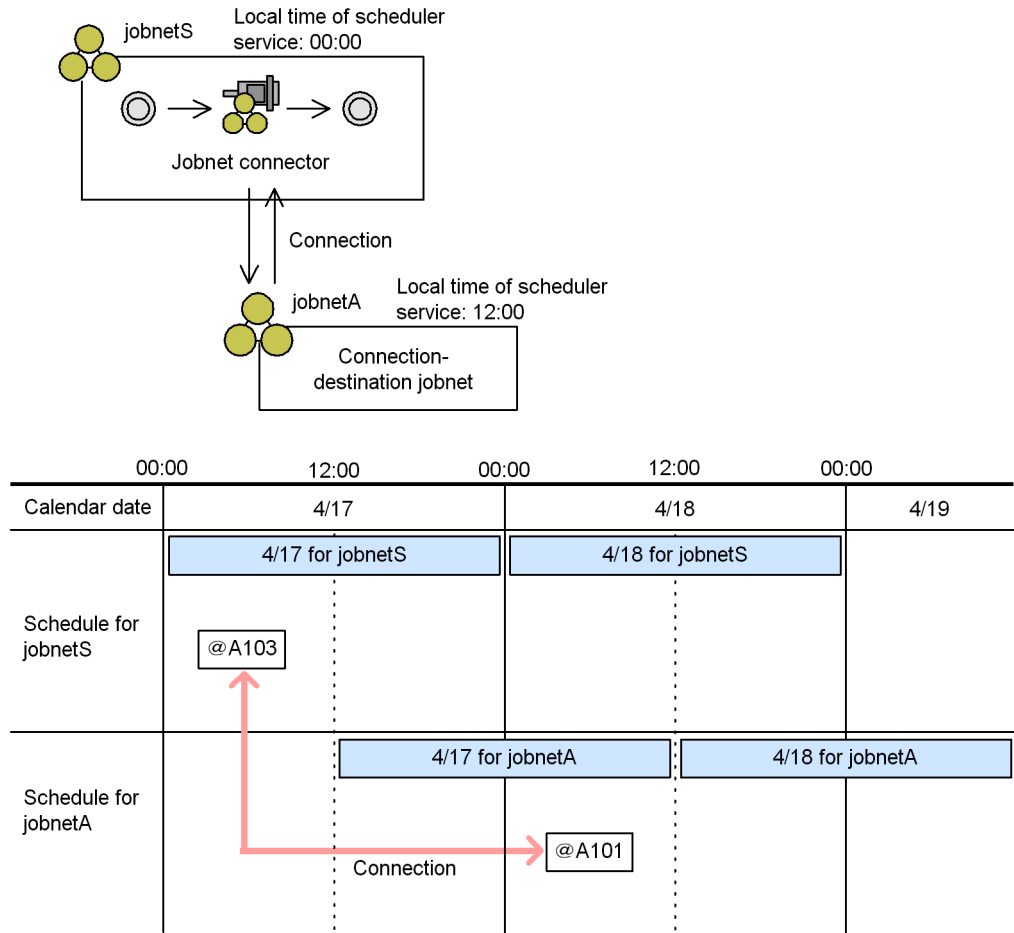 jobnetS
Local time of scheduler
service: 00:00
Jobnet connector
Connection
jobnetA
Local time of scheduler
service: 12:00
Connection-
destination jobnet
00:00 12:00 00:00 12:00 00:00
Calendar date 4/17 4/18 4/19
4/17 for jobnetS 4/18 for jobnetS
Schedule for
jobnetS
@A103
4/17 for jobnetA 4/18 for jobnetA
Schedule for
jobnetA
@A101
Connection